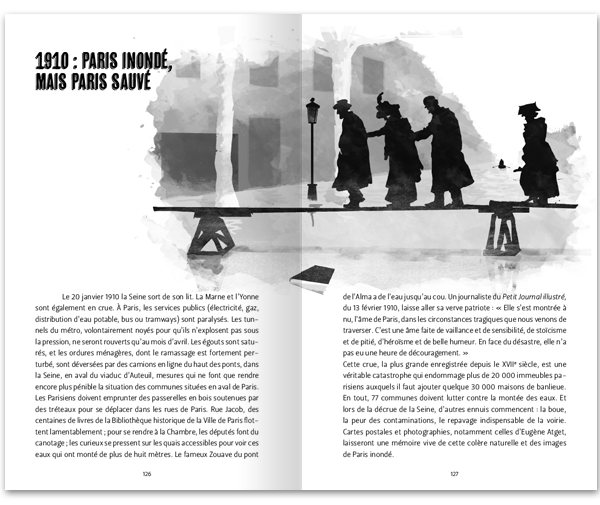 1910 : PARIS INONDÉ,
MAIS PARIS SAUVÉ
Le 20 janvier 1910 la Seine sort de son lit. La Marne et l'Yonne
sont également en crue. À Paris, les services publics (électricité, gaz,
distribution d'eau potable, bus ou tramways) sont paralysés. Les tun-
nels du métro, volontairement noyés pour qu'ils n'explosent pas sous
la pression, ne seront rouverts qu'au mois d'avril. Les égouts sont satu-
rés, et les ordures ménagères, dont le ramassage est fortement per-
turbé, sont déversées par des camions en ligne du haut des ponts, dans
la Seine, en aval du viaduc d'Auteuil, mesures qui ne font que rendre
encore plus pénible la situation des communes situées en aval de Paris.
Les Parisiens doivent emprunter des passerelles en bois soutenues par
des tréteaux pour se déplacer dans les rues de Paris. Rue Jacob, des
centaines de livres de la Bibliothèque historique de la Ville de Paris flot-
tent lamentablement ; pour se rendre à la Chambre, les députés font du
canotage ; les curieux se pressent sur les quais accessibles pour voir ces
eaux qui ont monté de plus de huit mètres. Le fameux Zouave du pont
126
de l'Alma a de l'eau jusqu'au cou. Un journaliste du Petit Journal illustré,
du 13 février 1910, laisse aller sa verve patriote : « Elle s'est montrée à
nu, l'âme de Paris, dans les circonstances tragiques que nous venons de
traverser. C'est une âme faite de vaillance et de sensibilité, de stoïcisme
et de pitié, d'héroïsme et de belle humeur. En face du désastre, elle n'a
pas eu une heure de découragement. »
Cette crue, la plus grande enregistrée depuis le XVIIe siècle, est une
véritable catastrophe qui endommage plus de 20 000 immeubles pa-
risiens auxquels il faut ajouter quelque 30 000 maisons de banlieue.
En tout, 77 communes doivent lutter contre la montée des eaux. Et
lors de la décrue de la Seine, d'autres ennuis commencent : la boue,
la peur des contaminations, le repavage indispensable de la voirie.
Cartes postales et photographies, notamment celles d'Eugène Atget,
laisseront une mémoire vive de cette colère naturelle et des images
de Paris inondé.
127